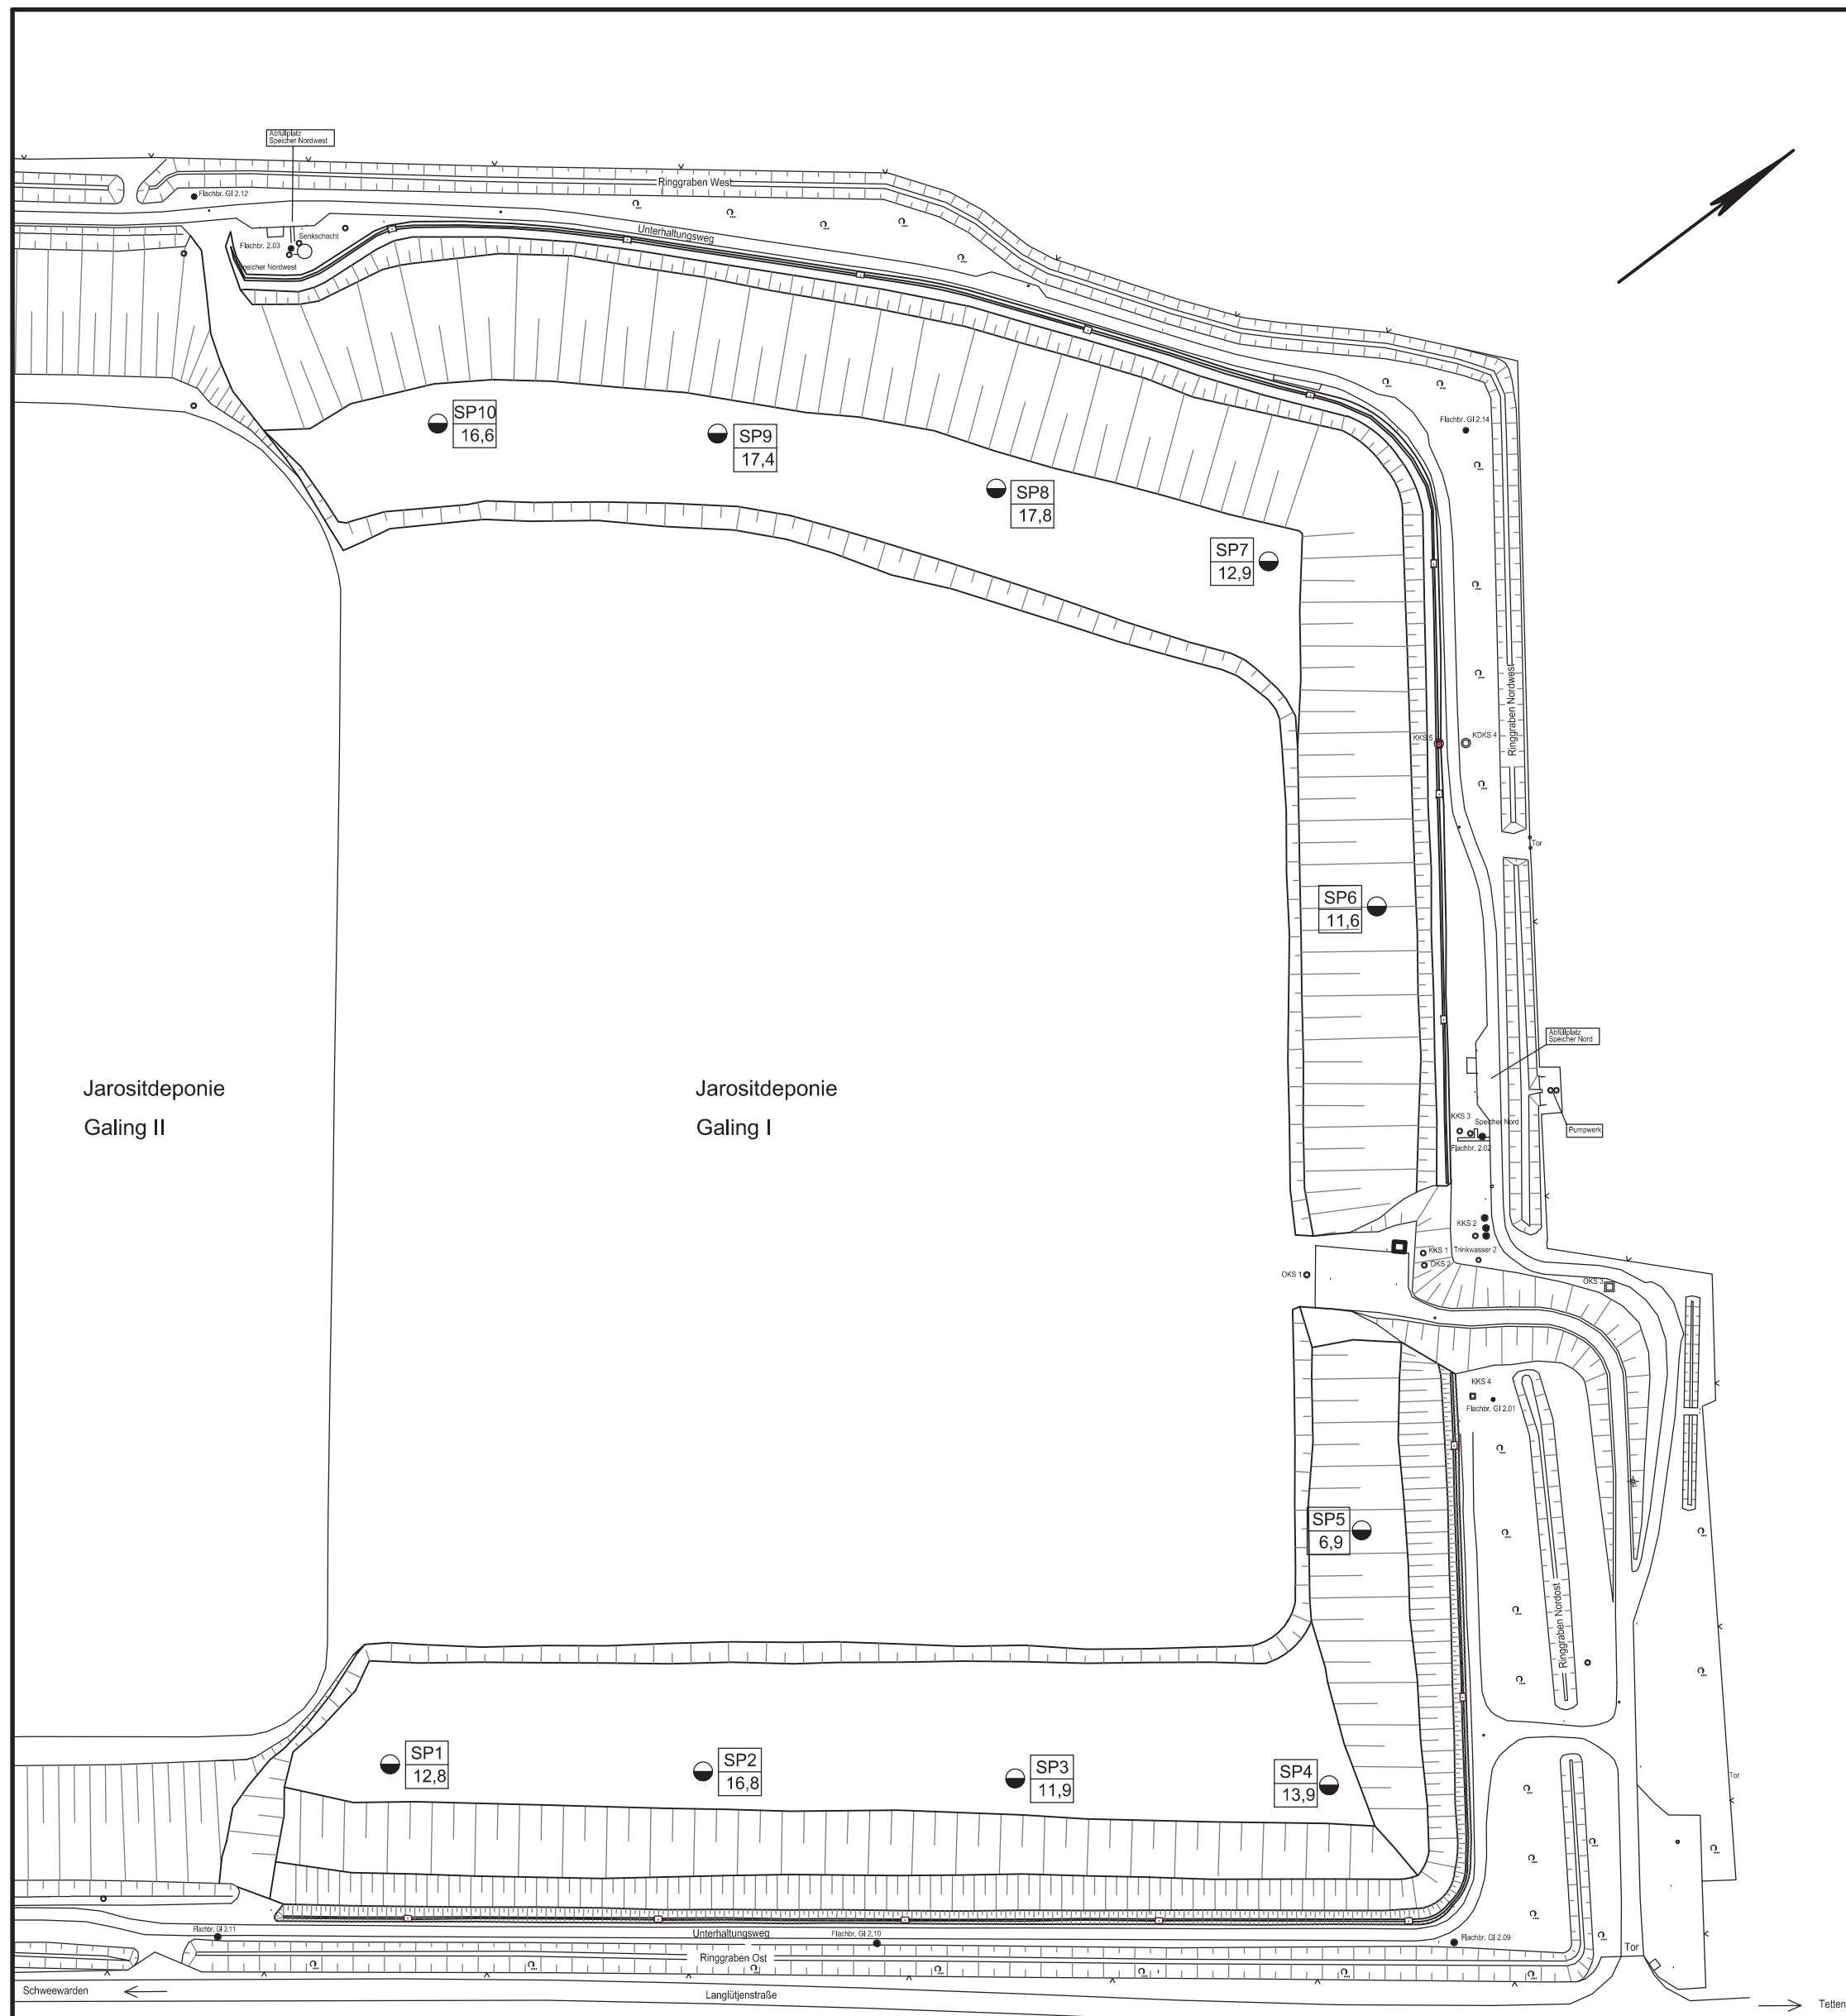 Abfüllplatz
Speicher Nordwest
Flachbr. GI 2.12
Ringgraben West
Unterhaltungsweg
Senkschacht
Flachbr. 2.03
Speicher Nordwest
SP10
16,6
SP9
17,4
SP8
17,8
SP7
12,9
Flachbr. GI 2.14
Ringgraben Nordwest
KKS 5
KDKS 4
Tor
SP6
11,6
Abfüllplatz
Speicher Nord
Jarositdeponie
Galing II
Jarositdeponie
Galing I
KKS 3
Speicher Nord
Flachbr. 2.02
Pumpwerk
KKS 2
KKS 1
Trinkwasser 2
OKS 2
OKS 1
OKS 3
KKS 4
Flachbr. GI 2.01
SP5
6,9
Ringgraben Nordost
SP1
12,8
SP2
16,8
SP3
11,9
SP4
13,9
Tor
Flachbr. GI 2.11
Unterhaltungsweg
Flachbr. GI 2.10
Flachbr. GI 2.09
Ringgraben Ost
Tor
Schweewarden
Langlütjenstraße
Tetten